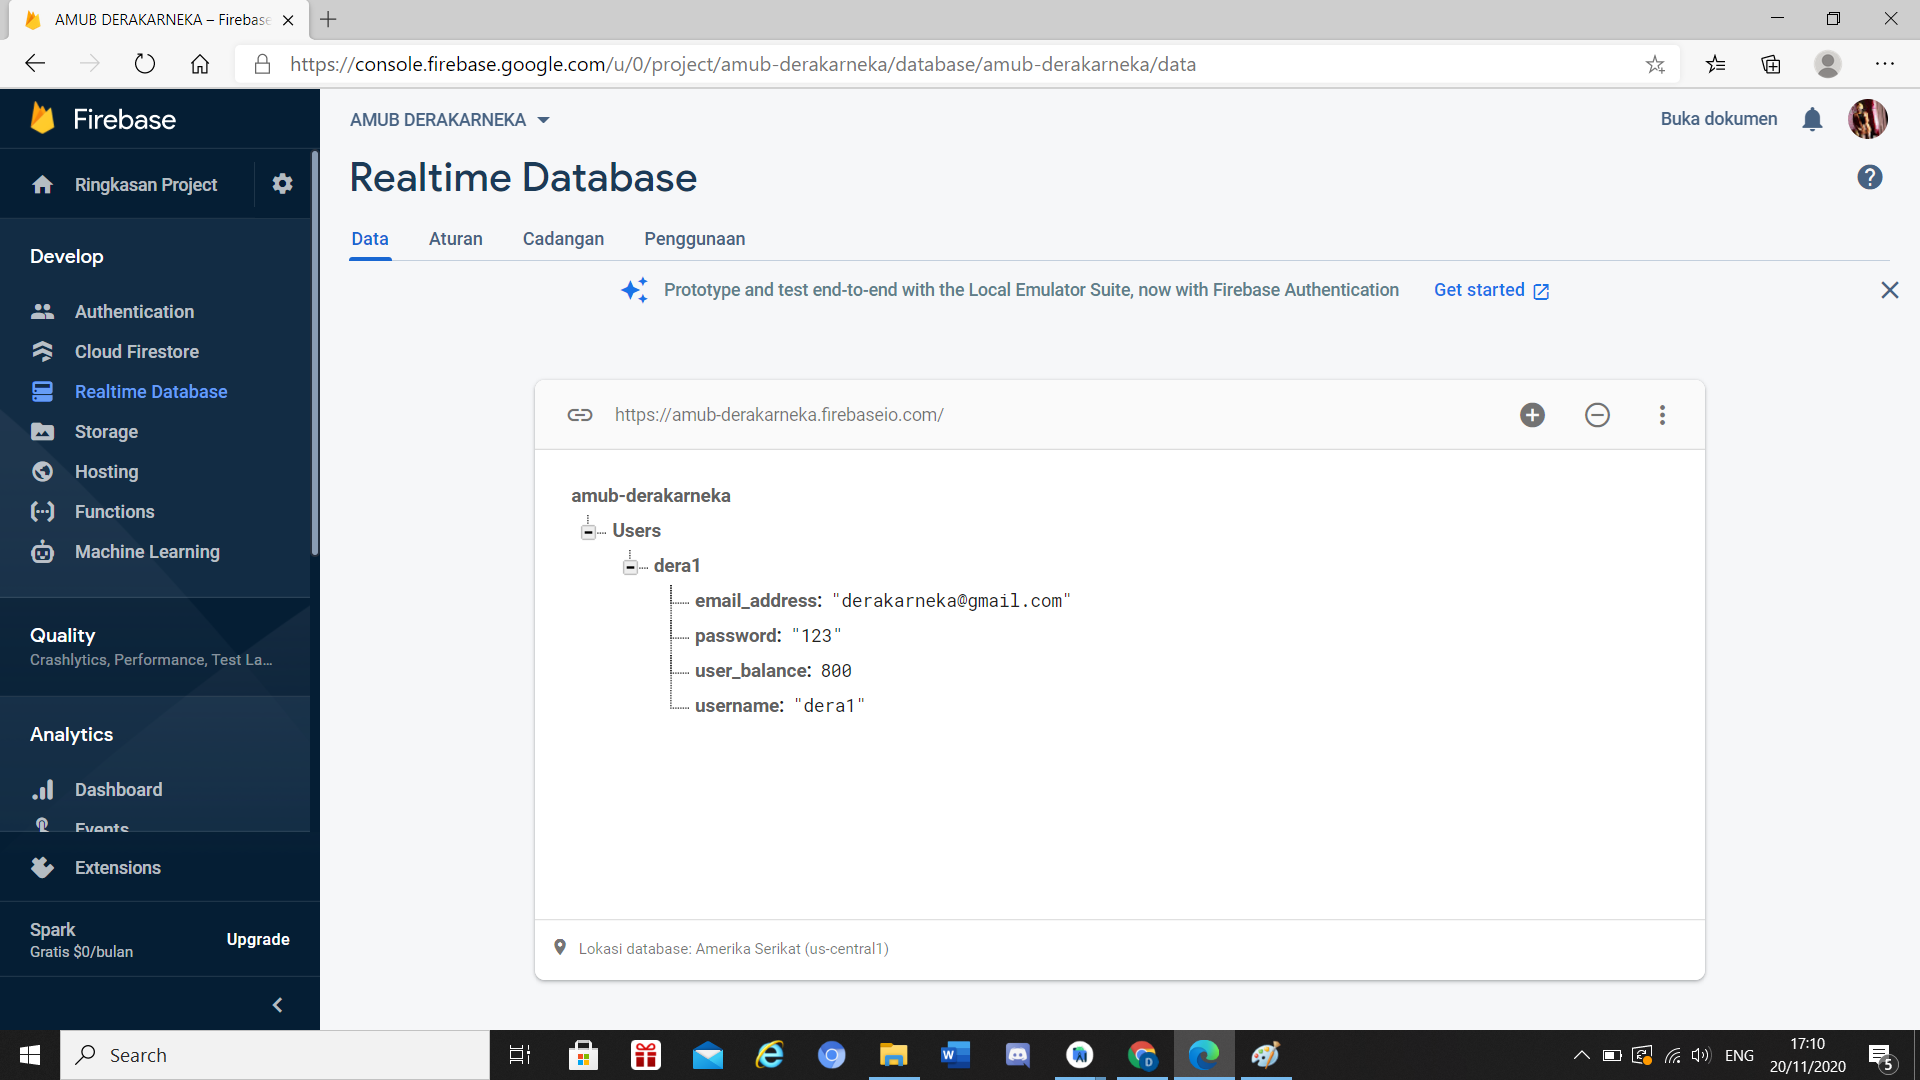 AMUB DERAKARNEKA – Firebase
https://console.firebase.google.com/u/0/project/amub-derakarneka/database/amub-derakarneka/data
Firebase
AMUB DERAKARNEKA
Buka dokumen
Ringkasan Project
Realtime Database
?
Data
Aturan
Cadangan
Penggunaan
Prototype and test end-to-end with the Local Emulator Suite, now with Firebase Authentication
Get started
Develop
Authentication
Cloud Firestore
Realtime Database
Storage
Hosting
Functions
Machine Learning
Quality
Crashlytics, Performance, Test La...
Analytics
Dashboard
Events
Extensions
Spark
Gratis $0/bulan
Upgrade
https://amub-derakarneka.firebaseio.com/
amub-derakarneka
Users
dera1
email_address: "derakarneka@gmail.com"
password: "123"
user_balance: 800
username: "dera1"
Lokasi database: Amerika Serikat (us-central1)
Search
ENG
17:10
20/11/2020
5